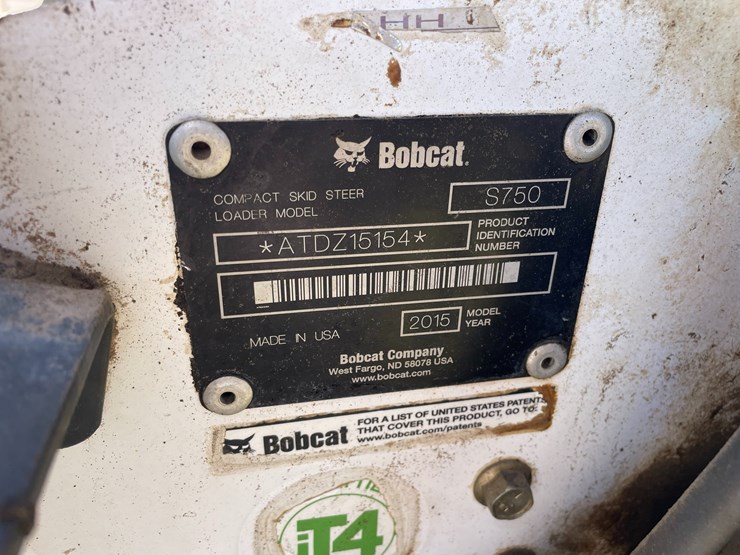 HH
Bobcat.
COMPACT SKID STEER
LOADER MODEL
S750
*ATDZ15154*
PRODUCT
IDENTIFICATION
NUMBER
MADE IN USA
2015
MODEL
YEAR
Bobcat Company
West Fargo, ND 58078 USA
www.bobcat.com
Bobcat
FOR A LIST OF UNITED STATES PATENTS
THAT COVER THIS PRODUCT, GO TO:
www.bobcat.com/patents
iT4